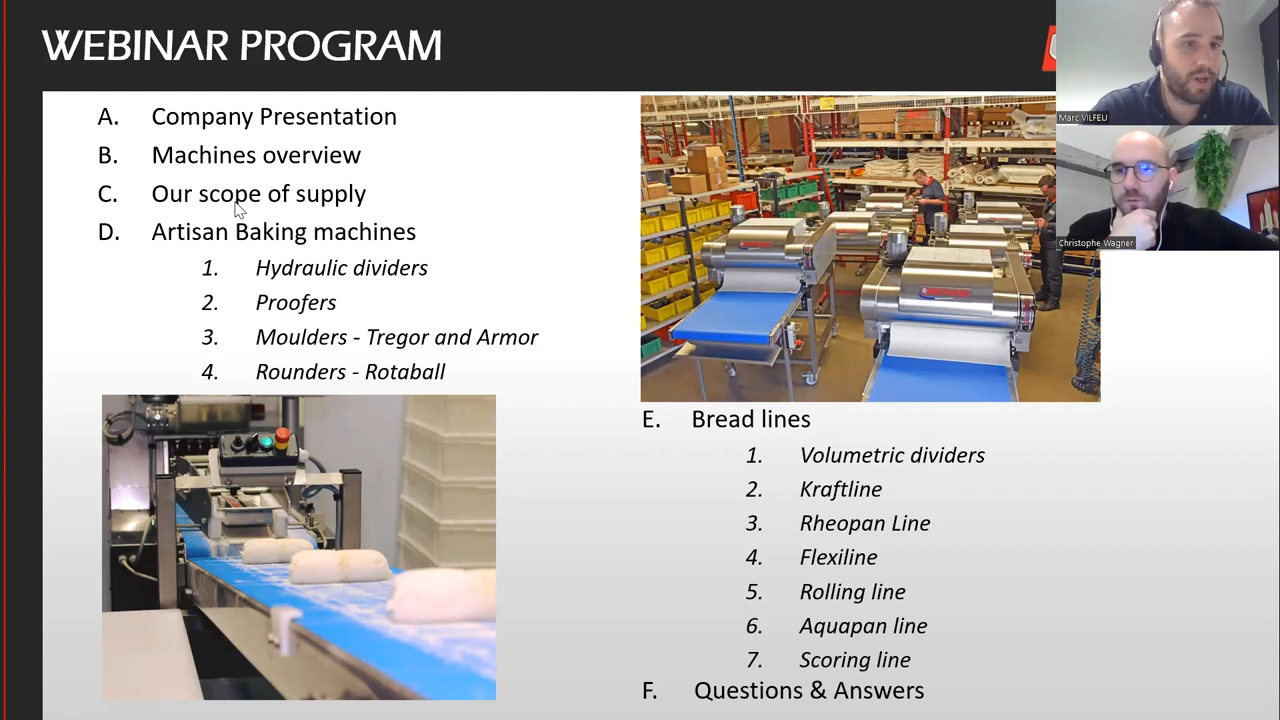 WEBINAR PROGRAM
A. Company Presentation
B. Machines overview
C. Our scope of supply
D. Artisan Baking machines
1. Hydraulic dividers
2. Proofers
3. Moulders - Tregor and Armor
4. Rounders - Rotaball
E. Bread lines
1. Volumetric dividers
2. Kraftline
3. Rheopan Line
4. Flexiline
5. Rolling line
6. Aquapan line
7. Scoring line
F. Questions & Answers
Marc VILFEU
Christophe Wagner